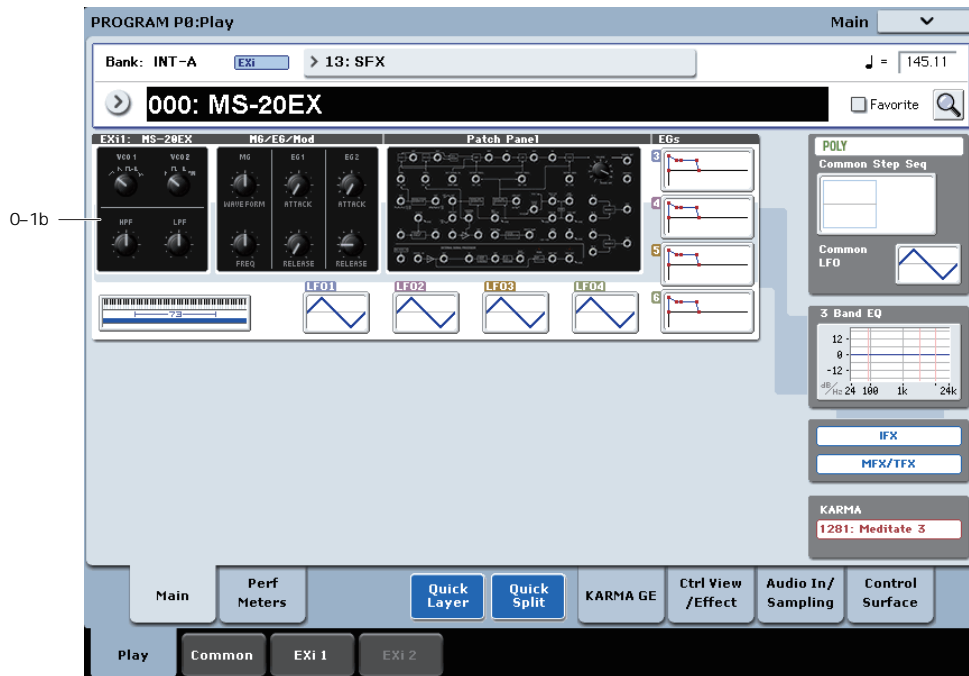 PROGRAM P0:Play
Main
Bank: INT-A
EXi
> 13: SFX
♩ = 145.11
000: MS-20EX
Favorite
EXi1: MS-20EX
MG/EG/Mod
Patch Panel
EGs
VCO 1
VCO 2
HPF
LPF
MG
EG1
EG2
WAVEFORM
ATTACK
ATTACK
FREQ
RELEASE
RELEASE
3
4
5
6
0-1b
73
LFO1
LFO2
LFO3
LFO4
POLY
Common Step Seq
Common
LFO
3 Band EQ
12
0
-12
dB/Hz 24 100 1k 24k
IFX
MFX/TFX
KARMA
1281: Meditate 3
Main
Perf
Meters
Quick
Layer
Quick
Split
KARMA GE
Ctrl View
/Effect
Audio In/
Sampling
Control
Surface
Play
Common
EXi 1
EXi 2